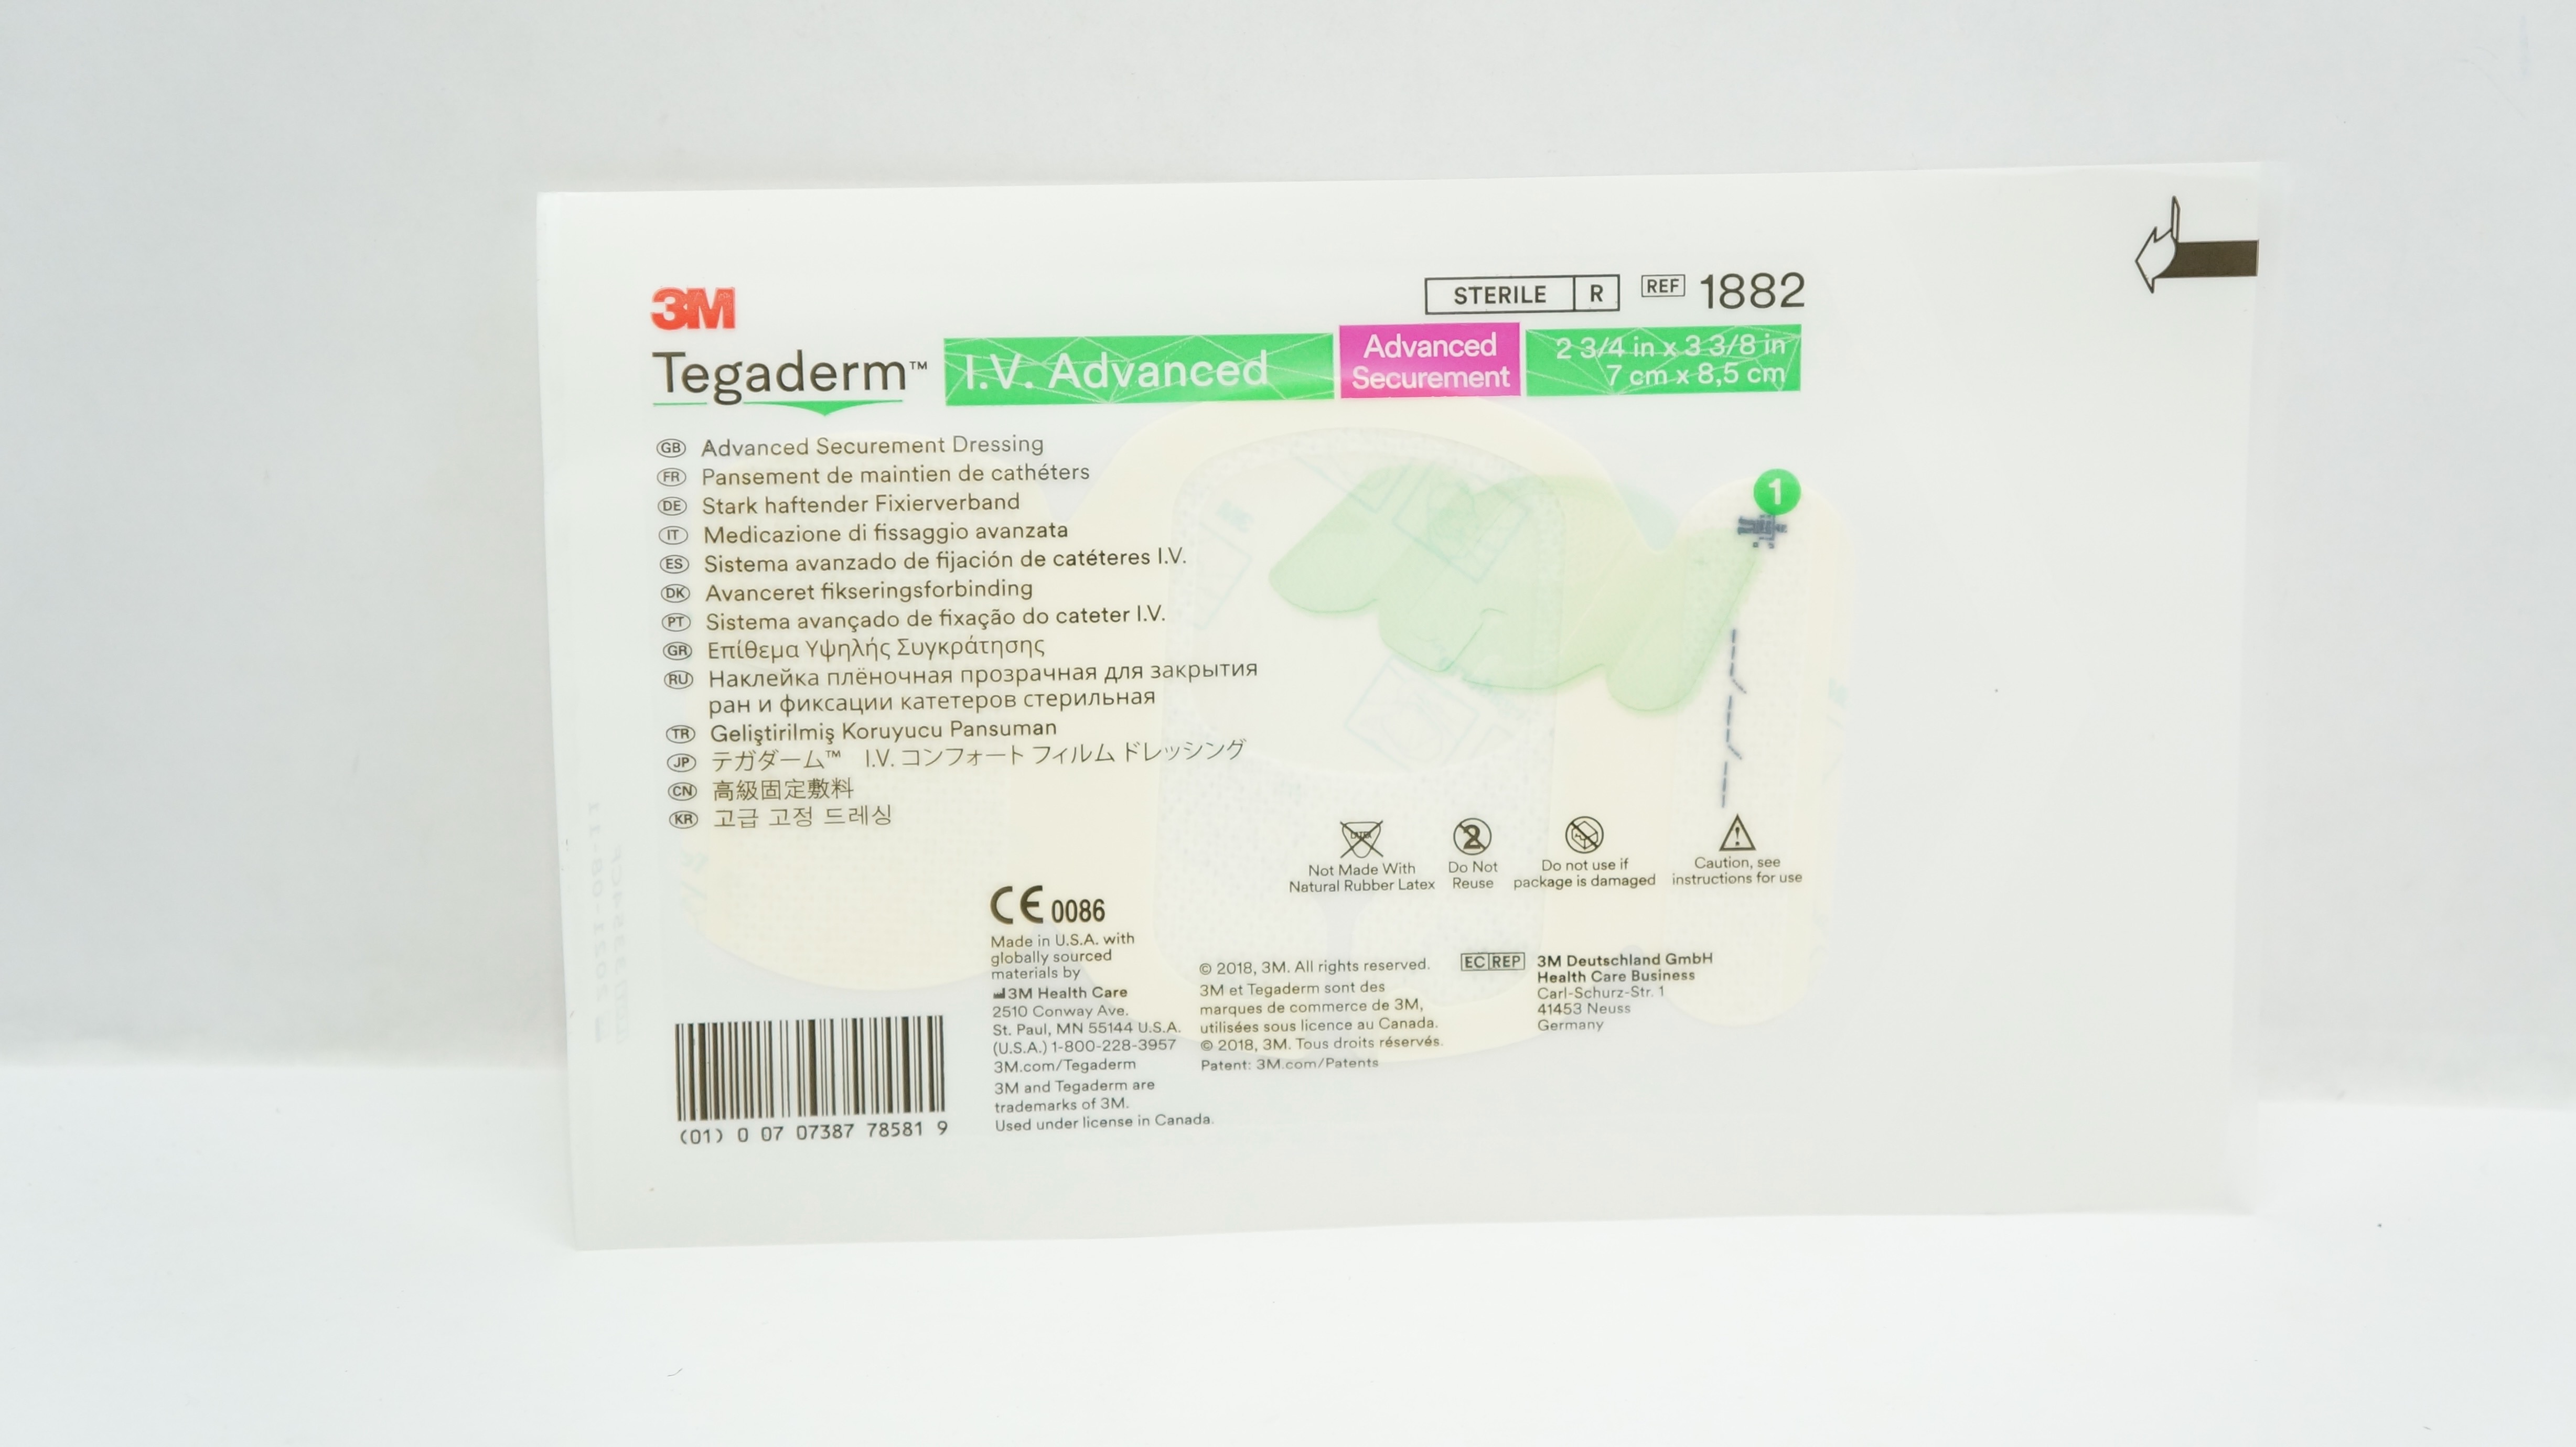 3M
STERILE R REF 1882
Tegaderm™ I.V. Advanced
Advanced
Securement
2 3/4 in x 3 3/8 in
7 cm x 8,5 cm
GB Advanced Securement Dressing
FR Pansement de maintien de cathéters
DE Stark haftender Fixierverband
IT Medicazione di fissaggio avanzata
ES Sistema avanzado de fijación de catéteres I.V.
DK Avanceret fikseringsforbinding
PT Sistema avançado de fixação do cateter I.V.
GR Επίθεμα Υψηλής Συγκράτησης
RU Наклейка плёночная прозрачная для закрытия
ран и фиксации катетеров стерильная
TR Geliştirilmiş Koruyucu Pansuman
JP テガダーム™ I.V. コンフォート フィルム ドレッシング
CN 高級固定敷料
KR 고급 고정 드레싱
1
LATEX
Not Made With
Natural Rubber Latex
2
Do Not
Reuse
Do not use if
package is damaged
!
Caution, see
instructions for use
CE 0086
Made in U.S.A. with
globally sourced
materials by
3M Health Care
2510 Conway Ave.
St. Paul, MN 55144 U.S.A.
(U.S.A.) 1-800-228-3957
3M.com/Tegaderm
3M and Tegaderm are
trademarks of 3M.
Used under license in Canada.
© 2018, 3M. All rights reserved.
3M et Tegaderm sont des
marques de commerce de 3M,
utilisées sous licence au Canada.
© 2018, 3M. Tous droits réservés.
Patent: 3M.com/Patents
EC REP 3M Deutschland GmbH
Health Care Business
Carl-Schurz-Str. 1
41453 Neuss
Germany
(01) 0 07 07387 78581 9